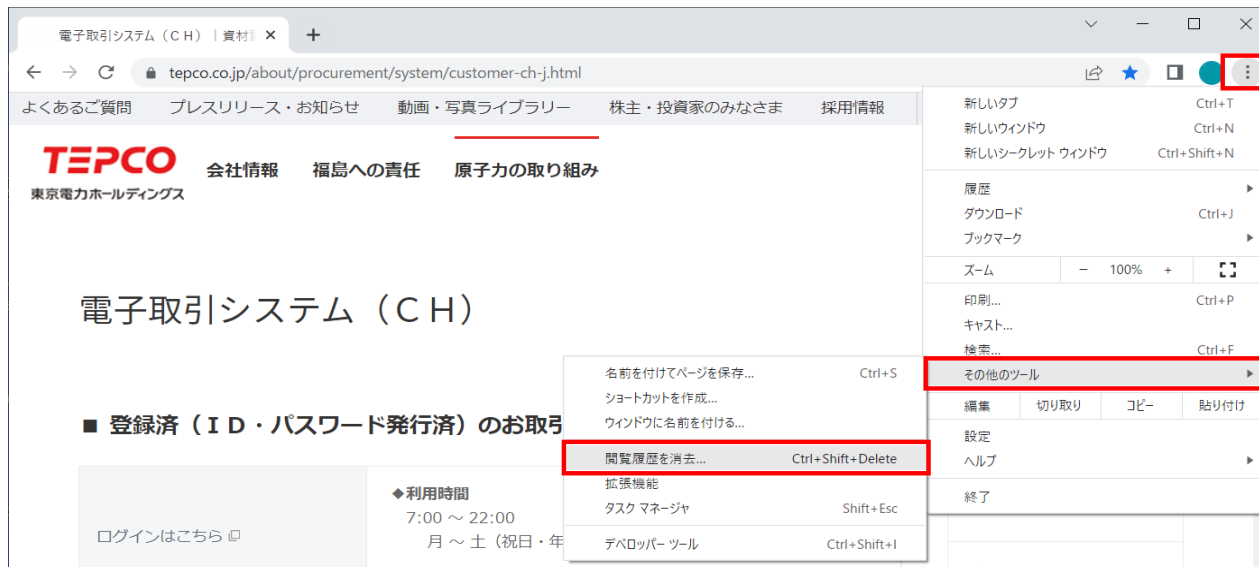 電子取引システム（ＣＨ）｜資材
tepco.co.jp/about/procurement/system/customer-ch-j.html
よくあるご質問 プレスリリース・お知らせ 動画・写真ライブラリー 株主・投資家のみなさま 採用情報
TEPCO
東京電力ホールディングス
会社情報 福島への責任 原子力の取り組み
電子取引システム（ＣＨ）
■ 登録済（ＩＤ・パスワード発行済）のお取引
ログインはこちら
◆利用時間
7:00 ～ 22:00
月 ～ 土（祝日・年
新しいタブ Ctrl+T
新しいウィンドウ Ctrl+N
新しいシークレット ウィンドウ Ctrl+Shift+N
履歴
ダウンロード Ctrl+J
ブックマーク
ズーム － 100% +
印刷... Ctrl+P
キャスト...
検索... Ctrl+F
その他のツール
編集 切り取り コピー 貼り付け
設定
ヘルプ
終了
名前を付けてページを保存... Ctrl+S
ショートカットを作成...
ウィンドウに名前を付ける...
閲覧履歴を消去... Ctrl+Shift+Delete
拡張機能
タスク マネージャ Shift+Esc
デベロッパー ツール Ctrl+Shift+I